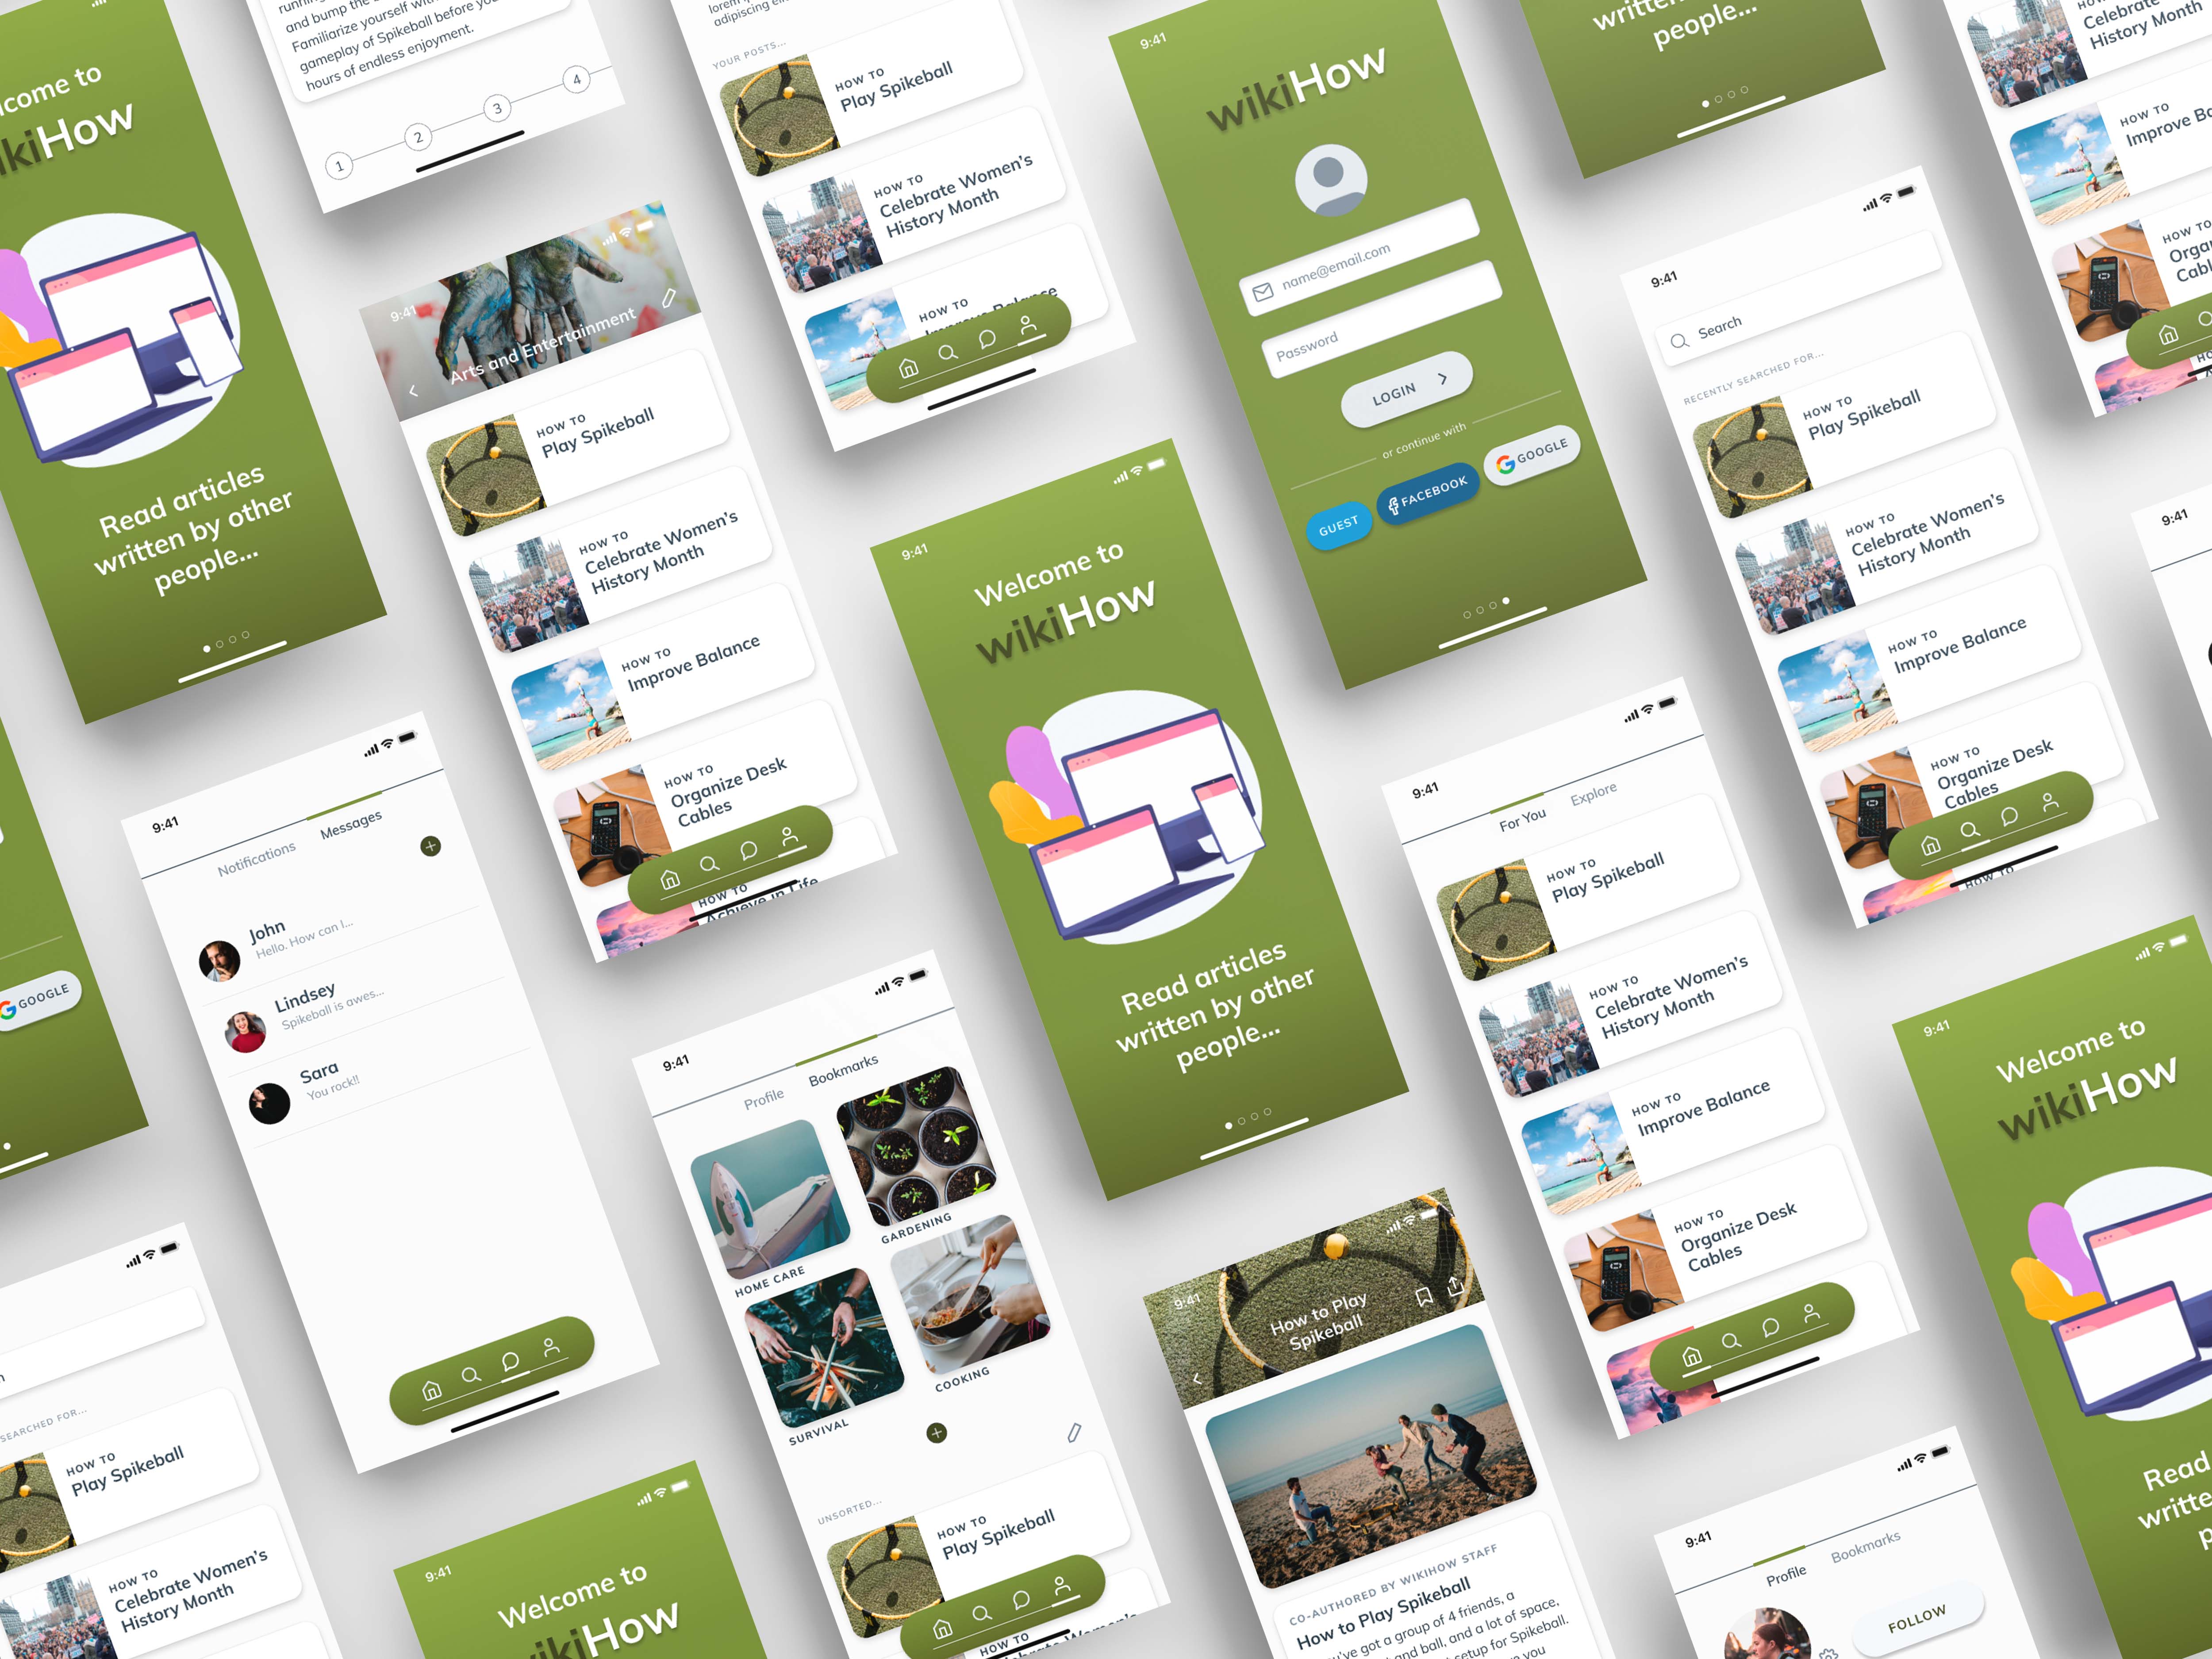 Welcome to
wikiHow
Read articles
written by other
people...
and bump the
Familiarize yourself with
gameplay of Spikeball before you
hours of endless enjoyment.
1
2
3
4
9:41
Arts and Entertainment
HOW TO
Play Spikeball
HOW TO
Celebrate Women's
History Month
HOW TO
Improve Balance
HOW TO
Organize Desk
Cables
HOW TO
Achieve in Life
adipiscing
YOUR POSTS...
HOW TO
Play Spikeball
HOW TO
Celebrate Women's
History Month
HOW TO
Improve Balance
9:41
wikiHow
name@email.com
Password
LOGIN
or continue with
GUEST
FACEBOOK
GOOGLE
written
people...
HOW TO
Celebrate
History Month
HOW TO
Improve
HOW TO
9:41
Search
RECENTLY SEARCHED FOR...
HOW TO
Play Spikeball
HOW TO
Celebrate Women's
History Month
HOW TO
Improve Balance
HOW TO
Organize Desk
Cables
HOW TO
9:41
GOOGLE
9:41
Notifications
Messages
John
Hello. How can I...
Lindsey
Spikeball is awes...
Sara
You rock!!
9:41
Welcome to
wikiHow
Read articles
written by other
people...
9:41
For You
Explore
HOW TO
Play Spikeball
HOW TO
Celebrate Women's
History Month
HOW TO
Improve Balance
HOW TO
Organize Desk
Cables
9:41
Welcome to
wikiHow
Read
SEARCHED FOR...
HOW TO
Play Spikeball
HOW TO
Celebrate Women's
History Month
9:41
Welcome to
wikiHow
9:41
Profile
Bookmarks
HOME CARE
GARDENING
SURVIVAL
COOKING
UNSORTED...
HOW TO
Play Spikeball
HOW TO
Celebrate Women's
9:41
How to Play
Spikeball
CO-AUTHORED BY WIKIHOW STAFF
How to Play Spikeball
got a group of 4 friends, a
and ball, and a lot of space,
setup for Spikeball.
you
9:41
Profile
Bookmarks
FOLLOW